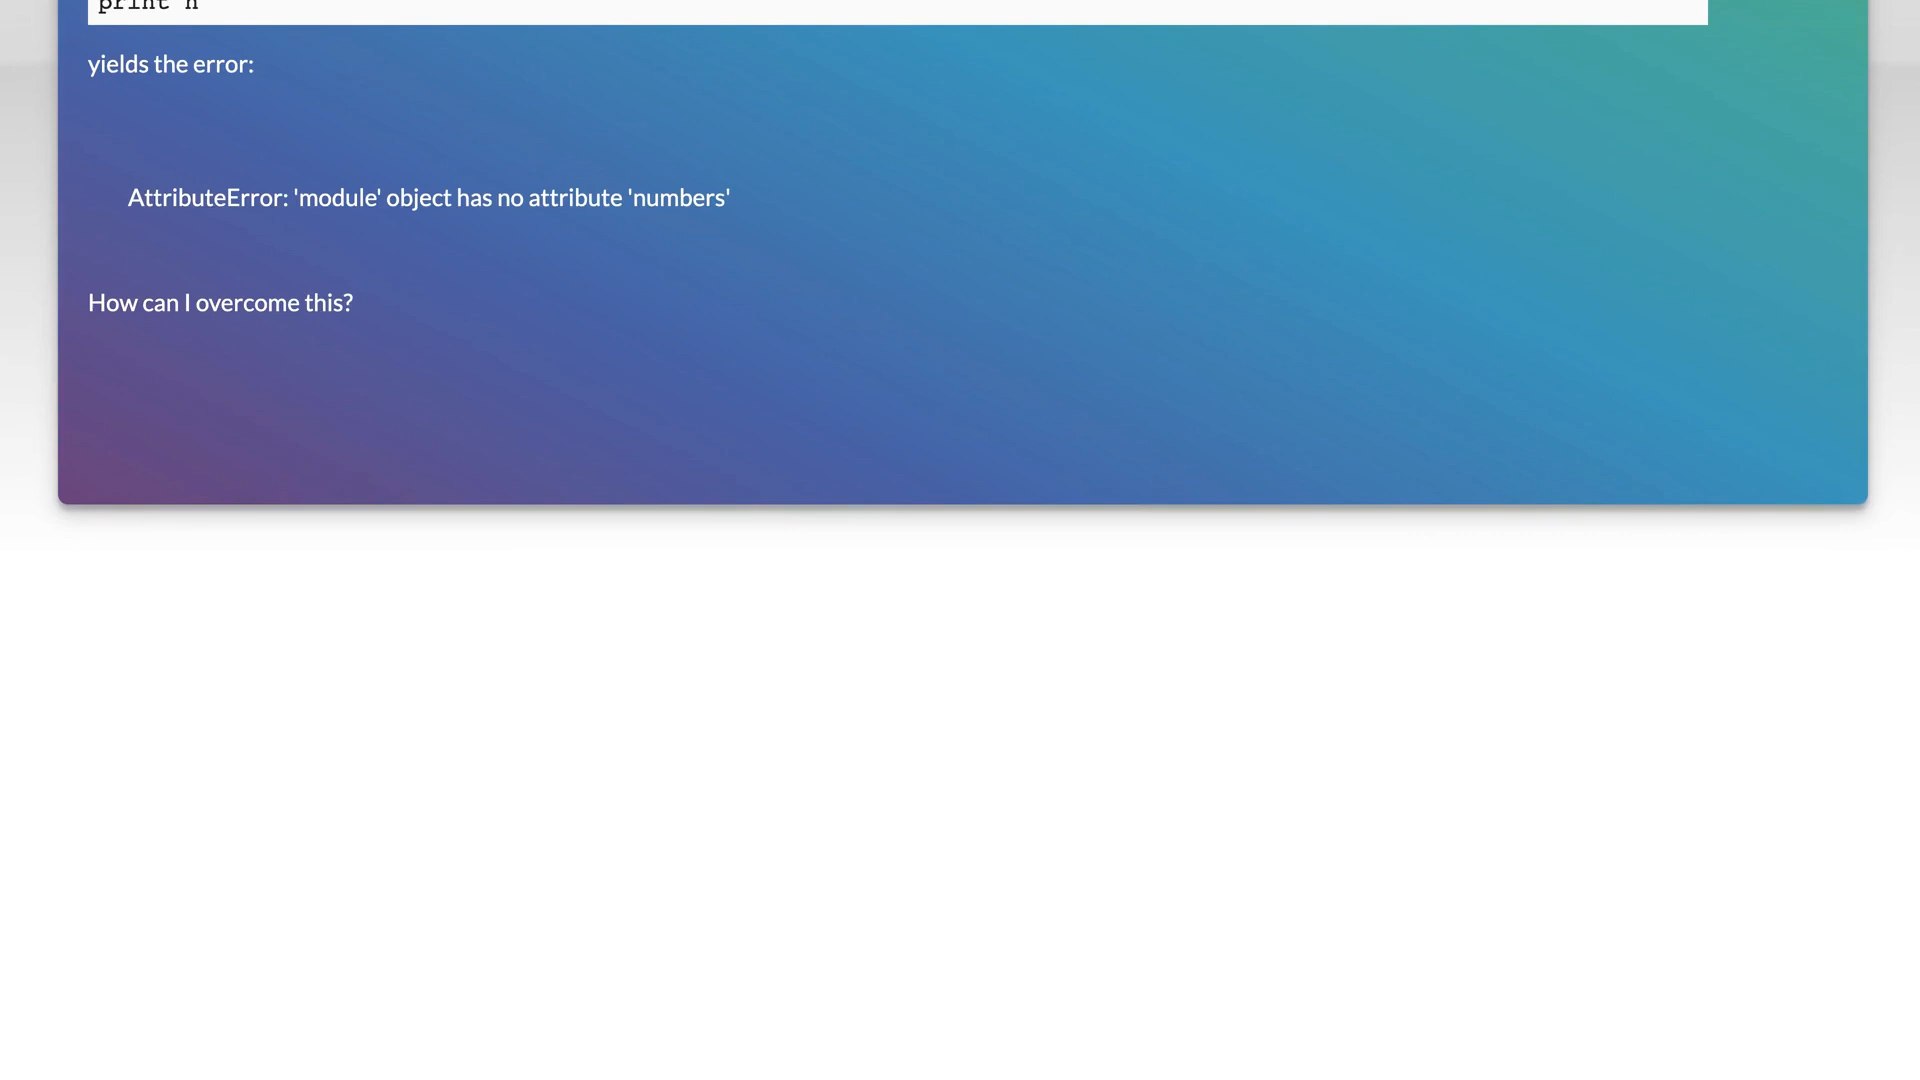 print n
yields the error:
AttributeError: 'module' object has no attribute 'numbers'
How can I overcome this?